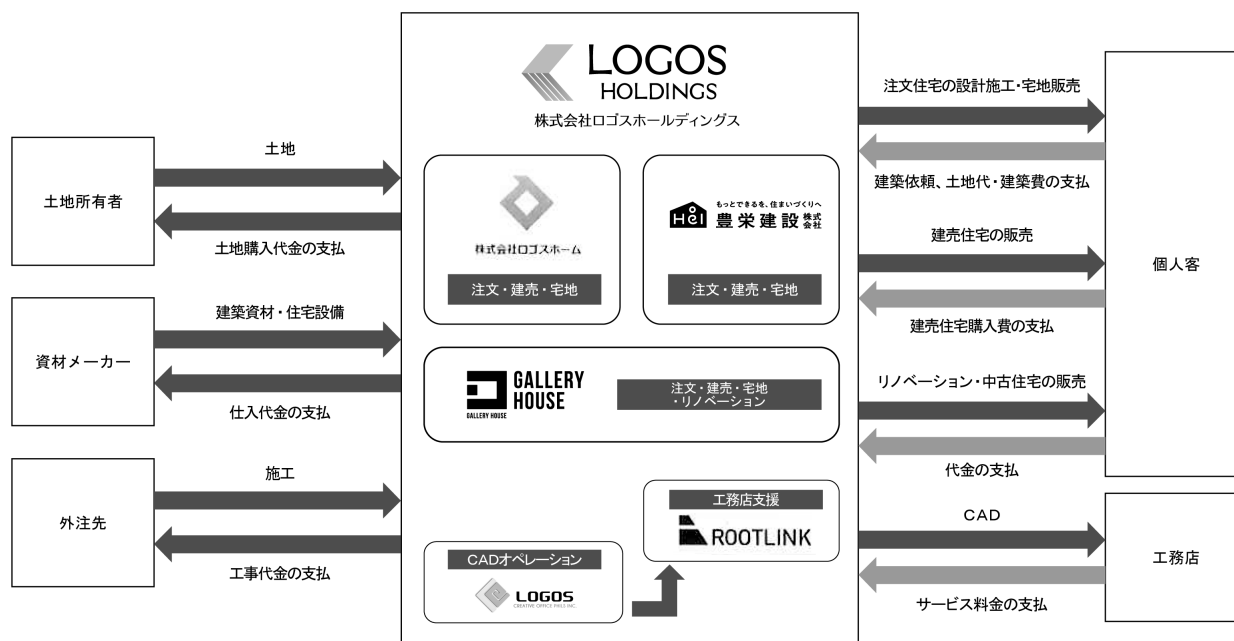 LOGOS
HOLDINGS
株式会社ロゴスホールディングス
土地所有者
土地
土地購入代金の支払
資材メーカー
建築資材・住宅設備
仕入代金の支払
外注先
施工
工事代金の支払
株式会社ロゴスホーム
注文・建売・宅地
Hei
もっとできるを、住まいづくりへ
豊栄建設株式会社
注文・建売・宅地
GALLERY
HOUSE
GALLERY HOUSE
注文・建売・宅地
・リノベーション
工務店支援
ROOTLINK
CADオペレーション
LOGOS
CREATIVE OFFICE PHILS INC.
注文住宅の設計施工・宅地販売
建築依頼、土地代・建築費の支払
建売住宅の販売
建売住宅購入費の支払
リノベーション・中古住宅の販売
代金の支払
個人客
CAD
サービス料金の支払
工務店